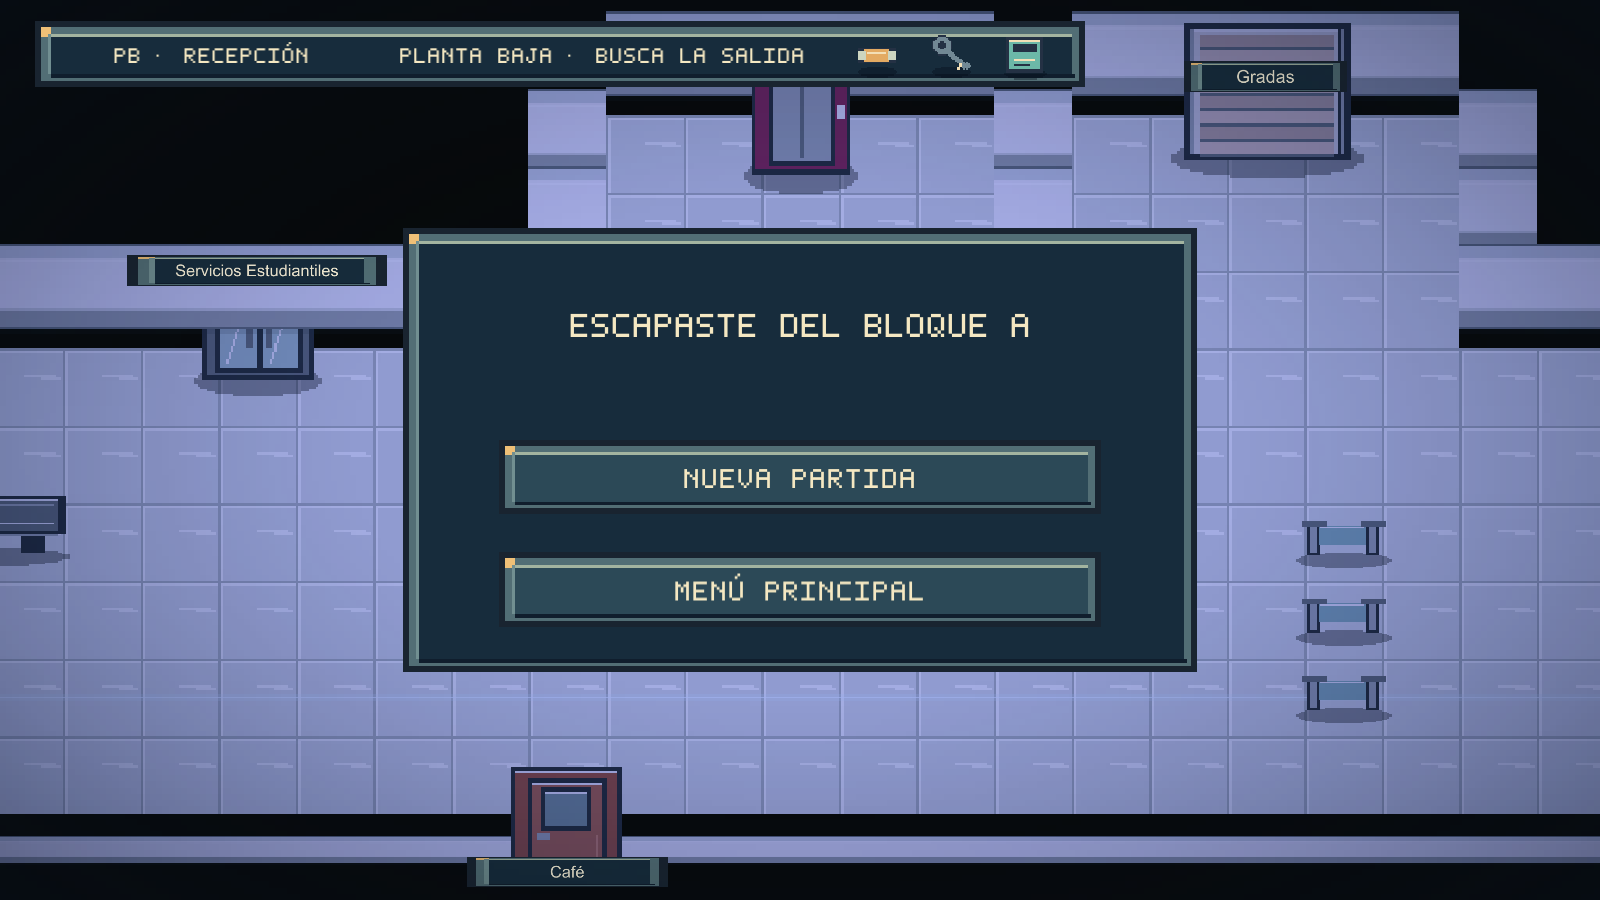 PB · RECEPCIÓN
PLANTA BAJA · BUSCA LA SALIDA
Gradas
Servicios Estudiantiles
ESCAPASTE DEL BLOQUE A
NUEVA PARTIDA
MENÚ PRINCIPAL
Café